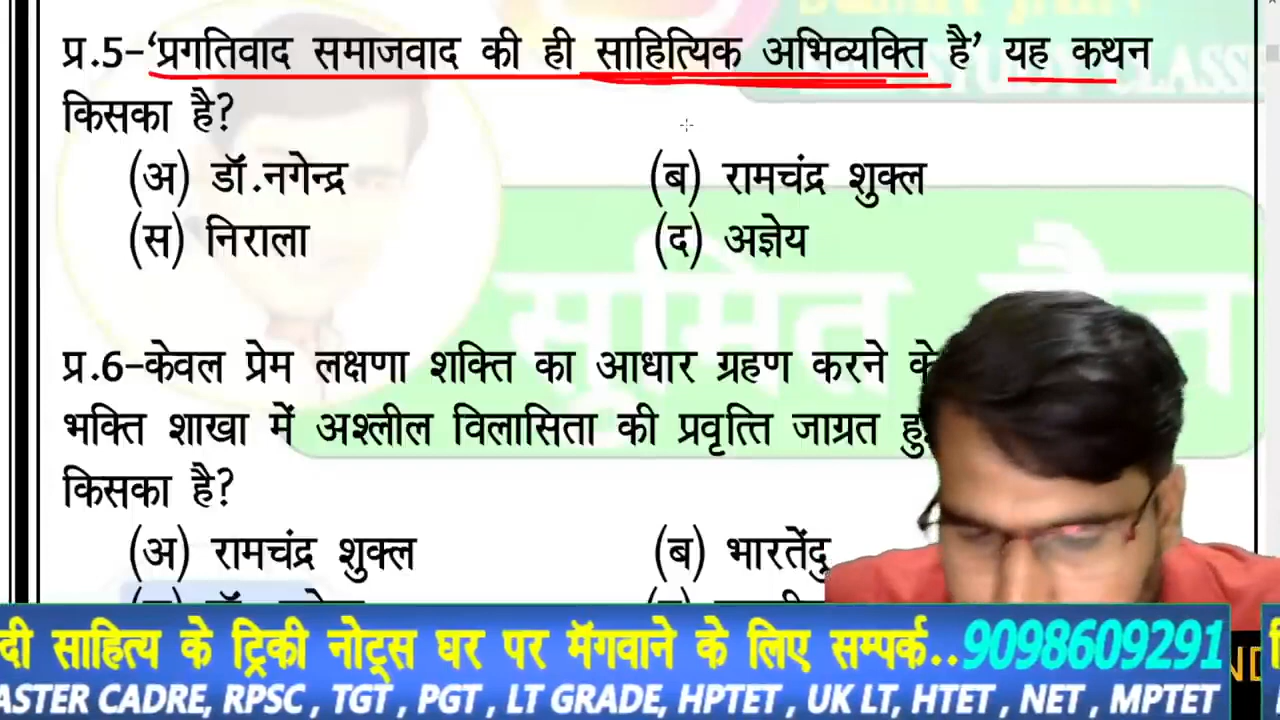 प्र.5-‘प्रगतिवाद समाजवाद की ही साहित्यिक अभिव्यक्ति है’ यह कथन
किसका है?
(अ) डॉ.नगेन्द्र (ब) रामचंद्र शुक्ल
(स) निराला (द) अज्ञेय
सुमित जैन
प्र.6-केवल प्रेम लक्षणा शक्ति का आधार ग्रहण करने के
भक्ति शाखा में अश्लील विलासिता की प्रवृत्ति जाग्रत
किसका है?
(अ) रामचंद्र शुक्ल (ब) भारतेंदु
दी साहित्य के ट्रिकी नोट्स घर पर मॅगवाने के लिए सम्पर्क..9098609291
ASTER CADRE, RPSC , TGT , PGT , LT GRADE, HPTET , UK LT, HTET , NET , MPTET